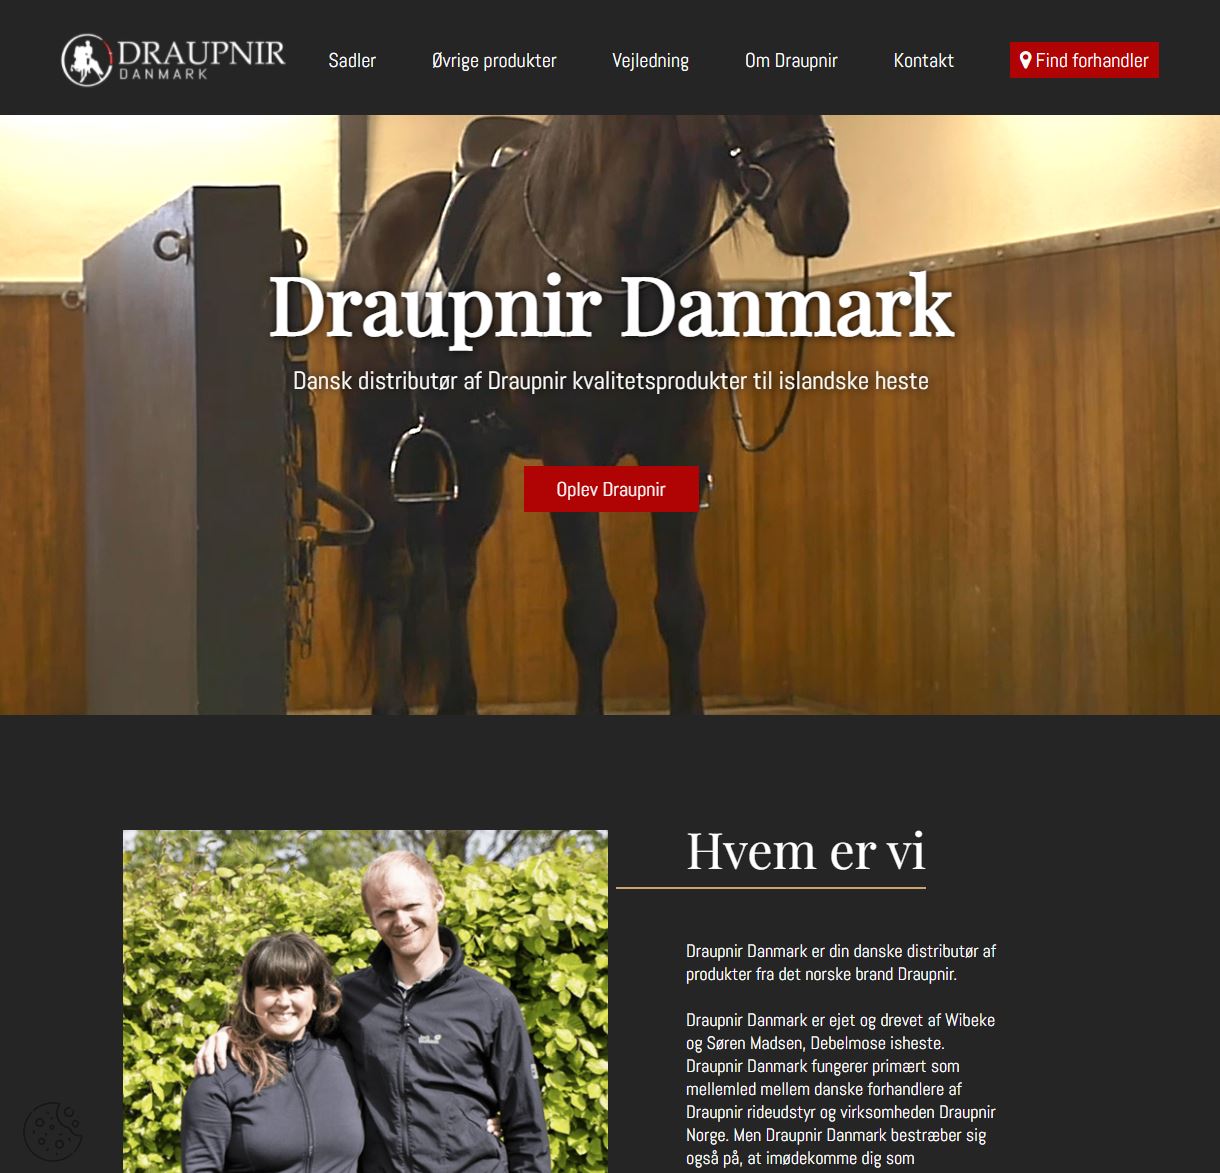 DRAUPNIR
DANMARK
Sadler
Øvrige produkter
Vejledning
Om Draupnir
Kontakt
Find forhandler
Draupnir Danmark
Dansk distributør af Draupnir kvalitetsprodukter til islandske heste
Oplev Draupnir
Hvem er vi
Draupnir Danmark er din danske distributør af
produkter fra det norske brand Draupnir.
Draupnir Danmark er ejet og drevet af Wibeke
og Søren Madsen, Debelmose isheste.
Draupnir Danmark fungerer primært som
mellemled mellem danske forhandlere af
Draupnir rideudstyr og virksomheden Draupnir
Norge. Men Draupnir Danmark bestræber sig
også på, at imødekomme dig som